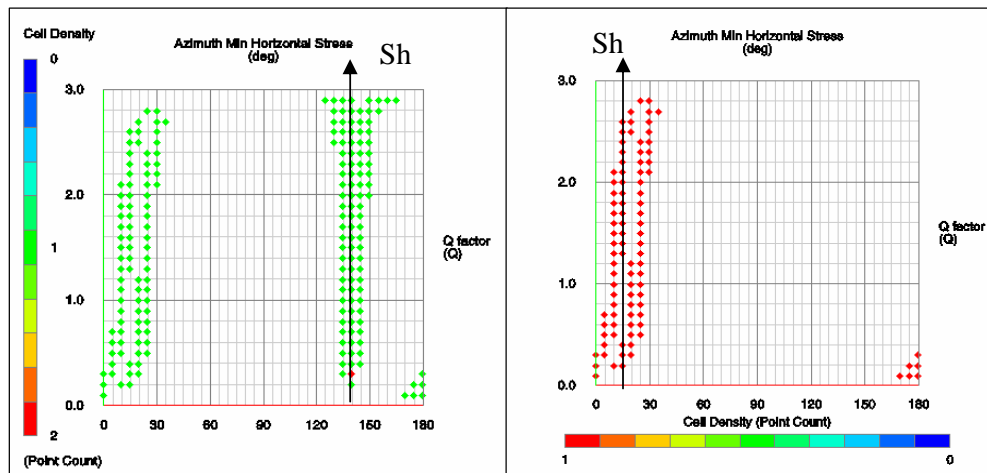 Cell Density
0
1
2
(Point Count)
Azimuth Min Horizontal Stress
(deg)
Sh
3.0
2.0
1.0
0.0
0 30 60 90 120 150 180
Q factor
(Q)
Azimuth Min Horizontal Stress
(deg)
Sh
3.0
2.0
1.0
0.0
0 30 60 90 120 150 180
Q factor
(Q)
Cell Density (Point Count)
1 0